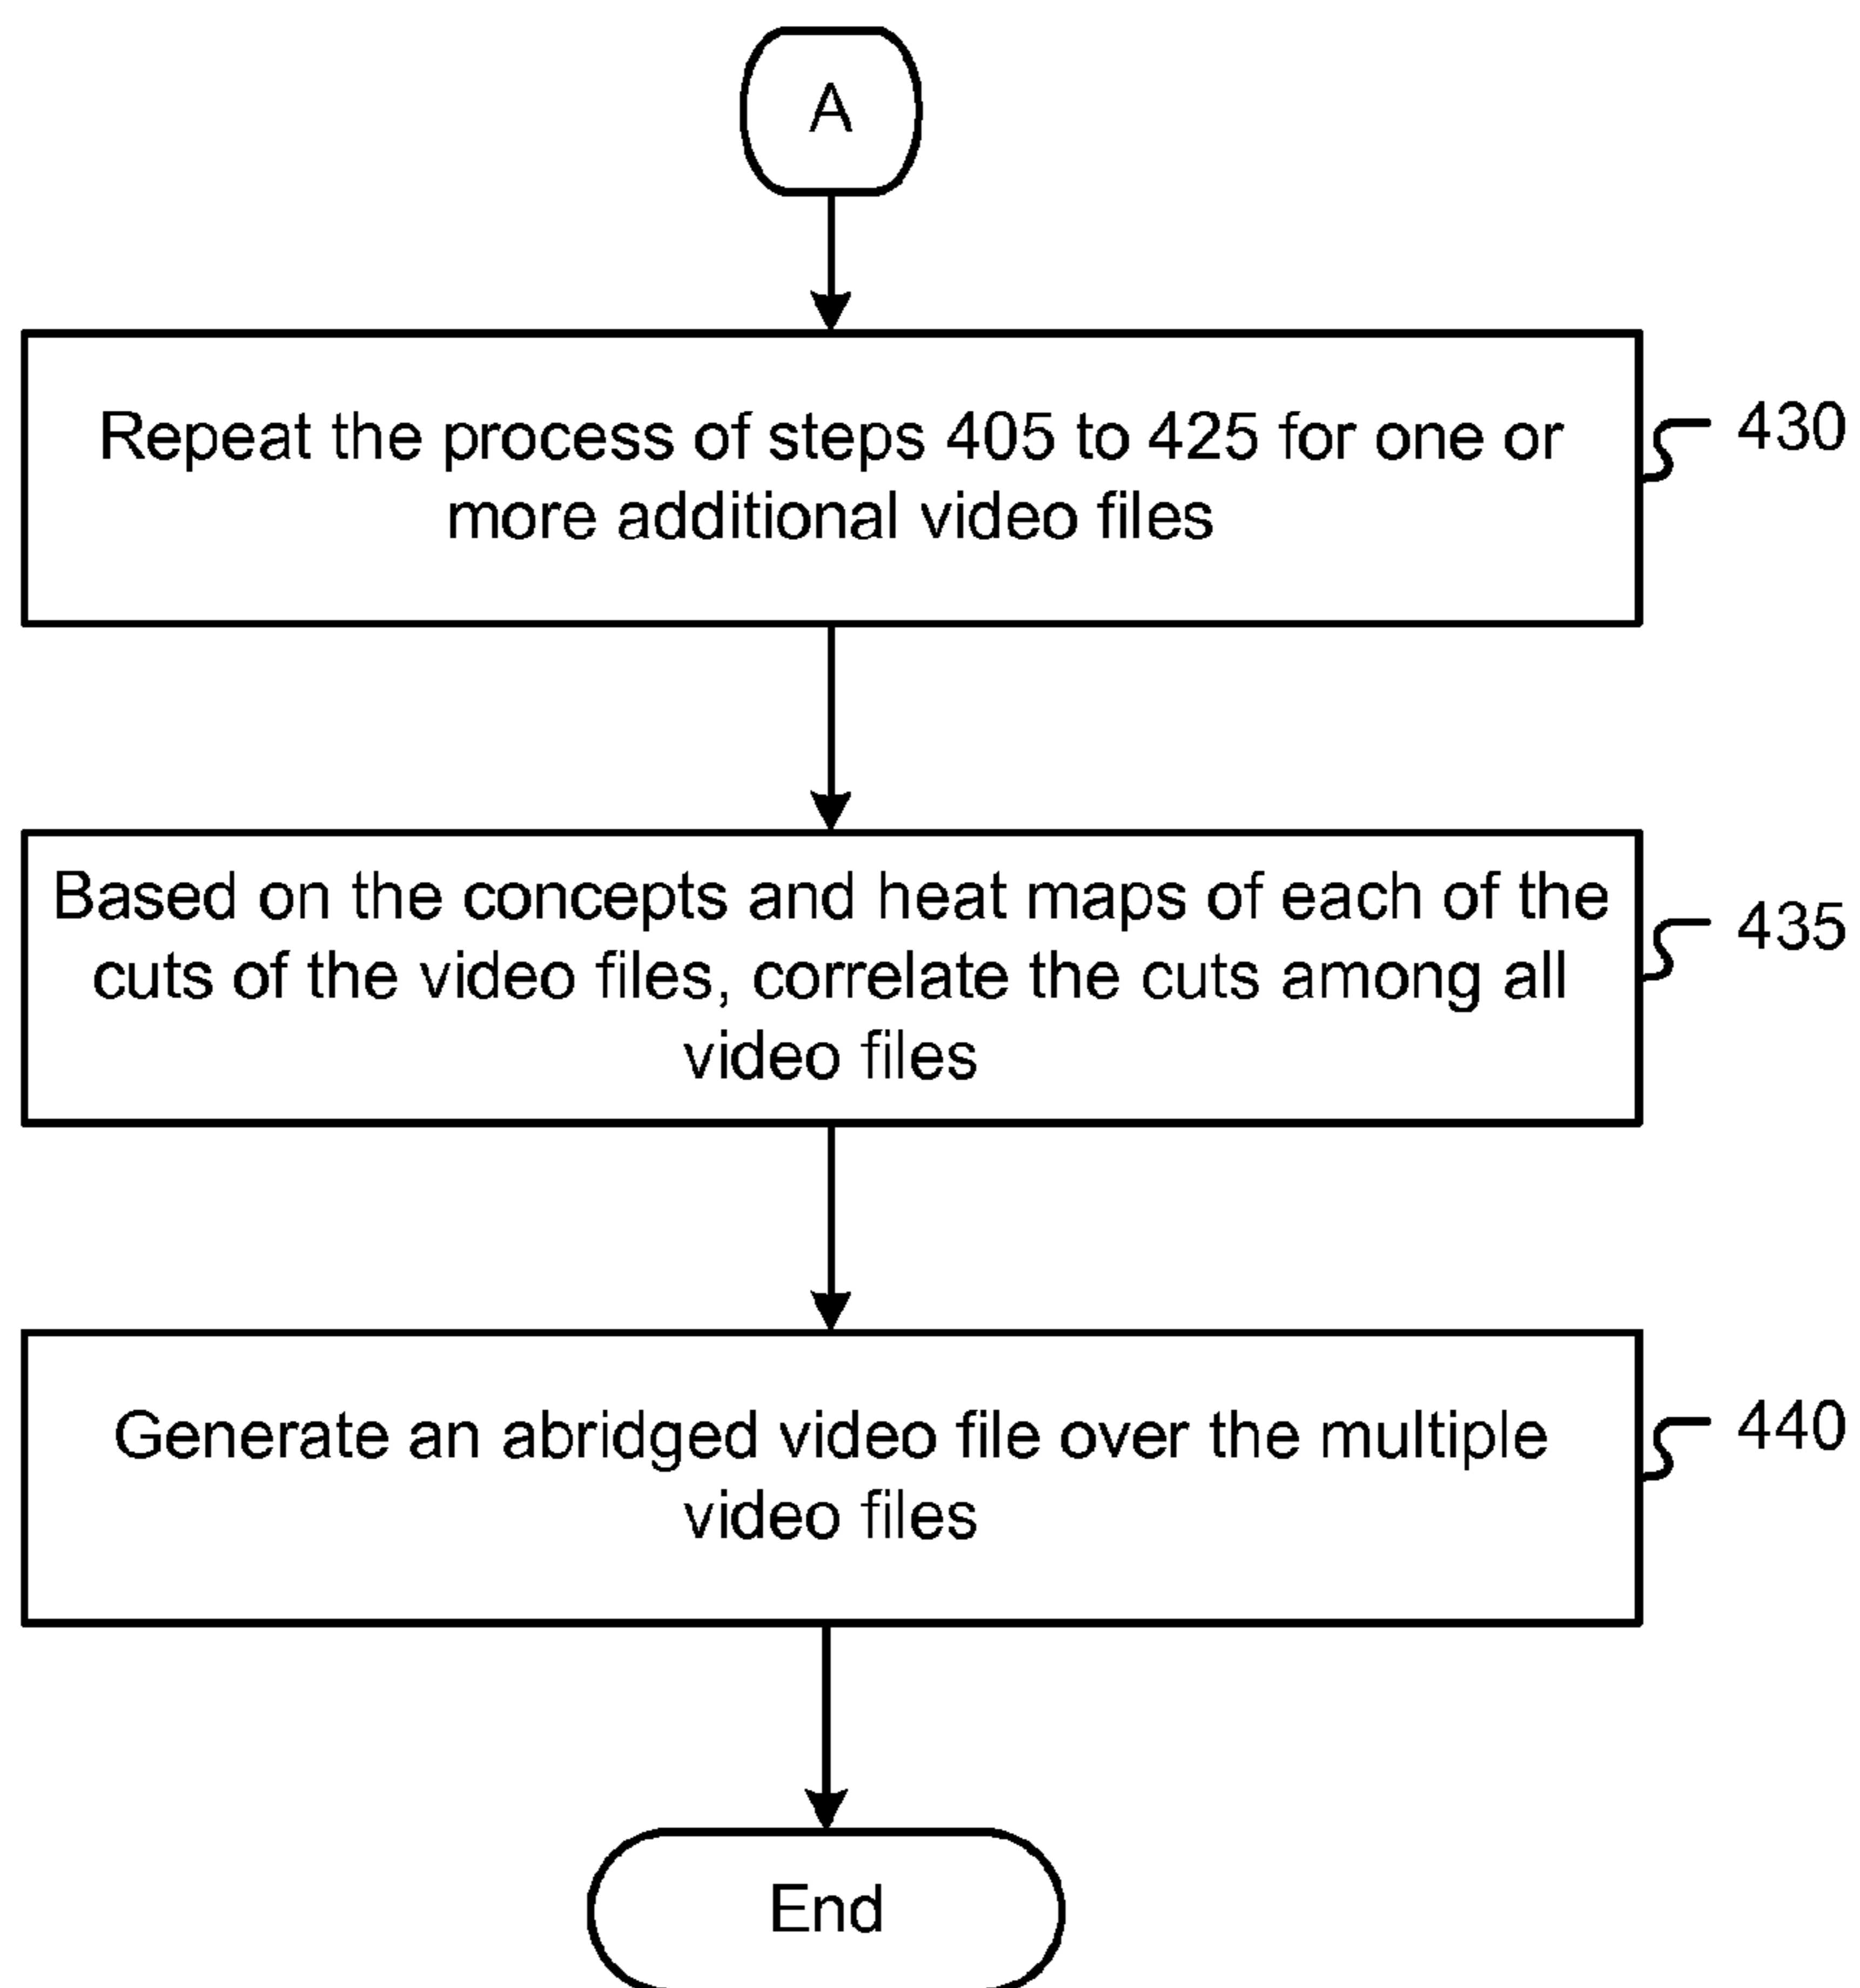 A
Repeat the process of steps 405 to 425 for one or
more additional video files
430
Based on the concepts and heat maps of each of the
cuts of the video files, correlate the cuts among all
video files
435
Generate an abridged video file over the multiple
video files
440
End